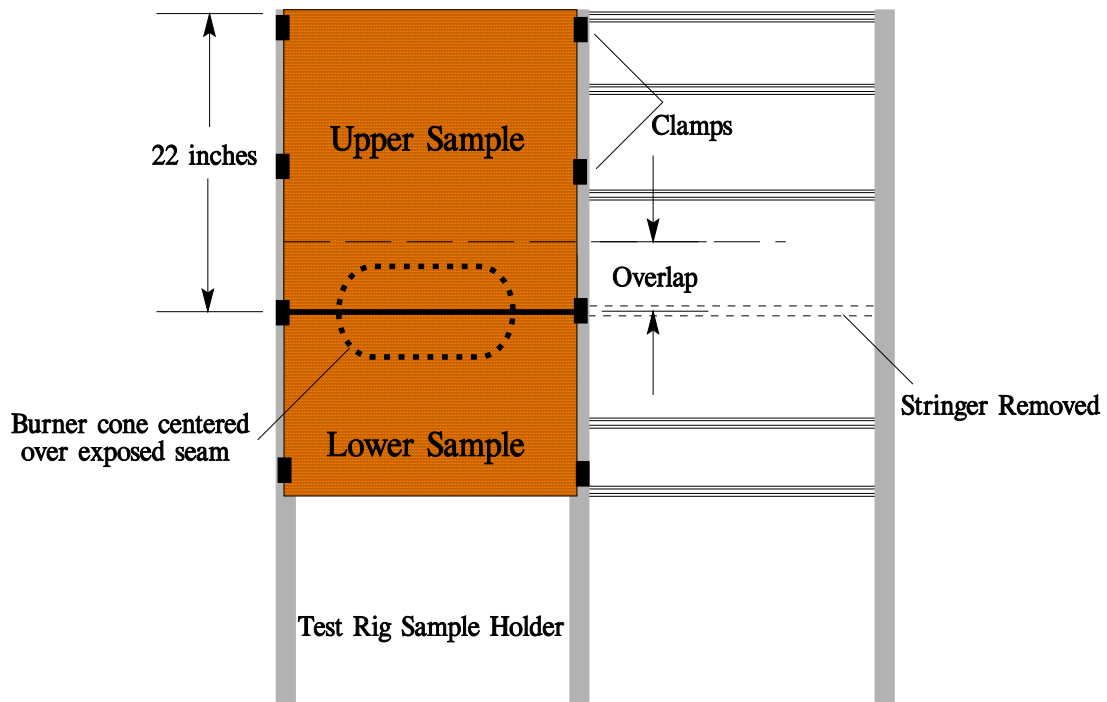 Upper Sample
22 inches
Clamps
Overlap
Stringer Removed
Burner cone centered
over exposed seam
Lower Sample
Test Rig Sample Holder